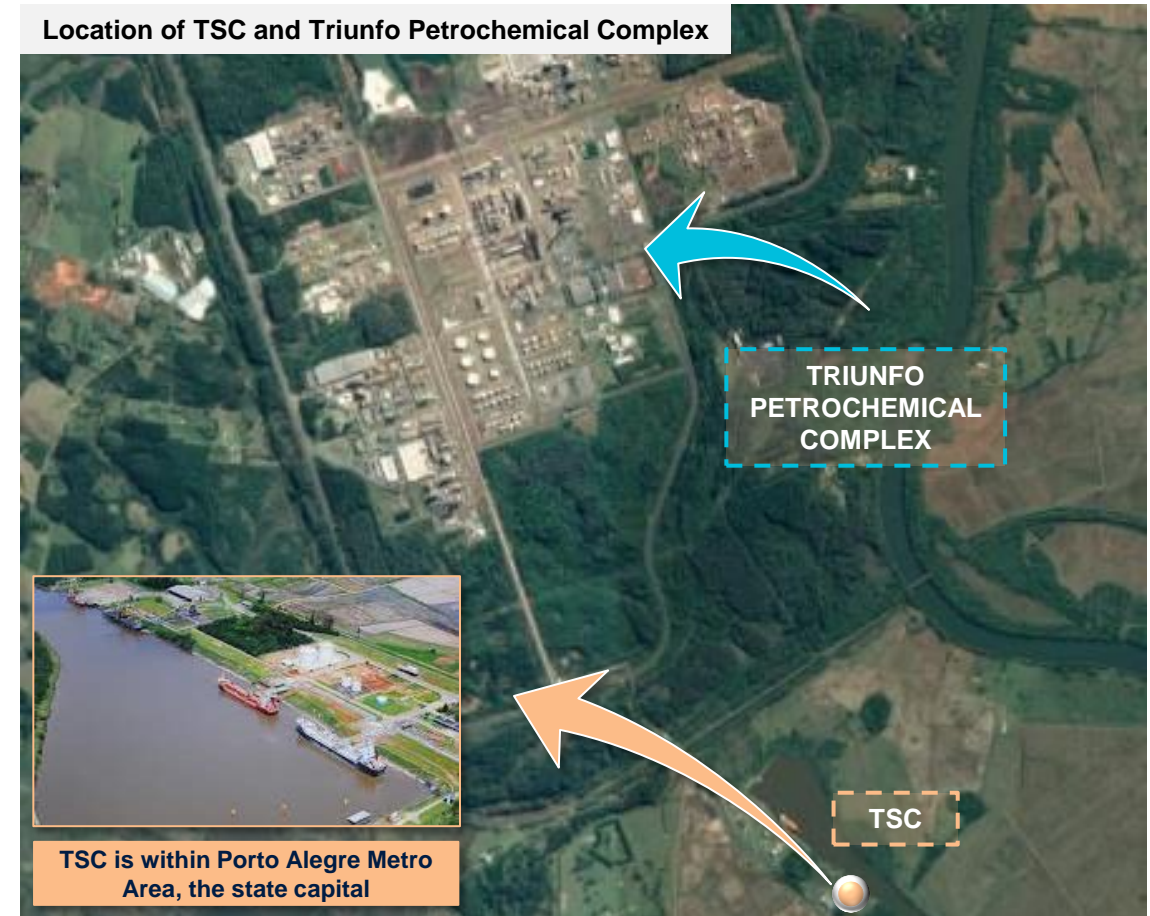 Location of TSC and Triunfo Petrochemical Complex
TRIUNFO
PETROCHEMICAL
COMPLEX
TSC
TSC is within Porto Alegre Metro
Area, the state capital